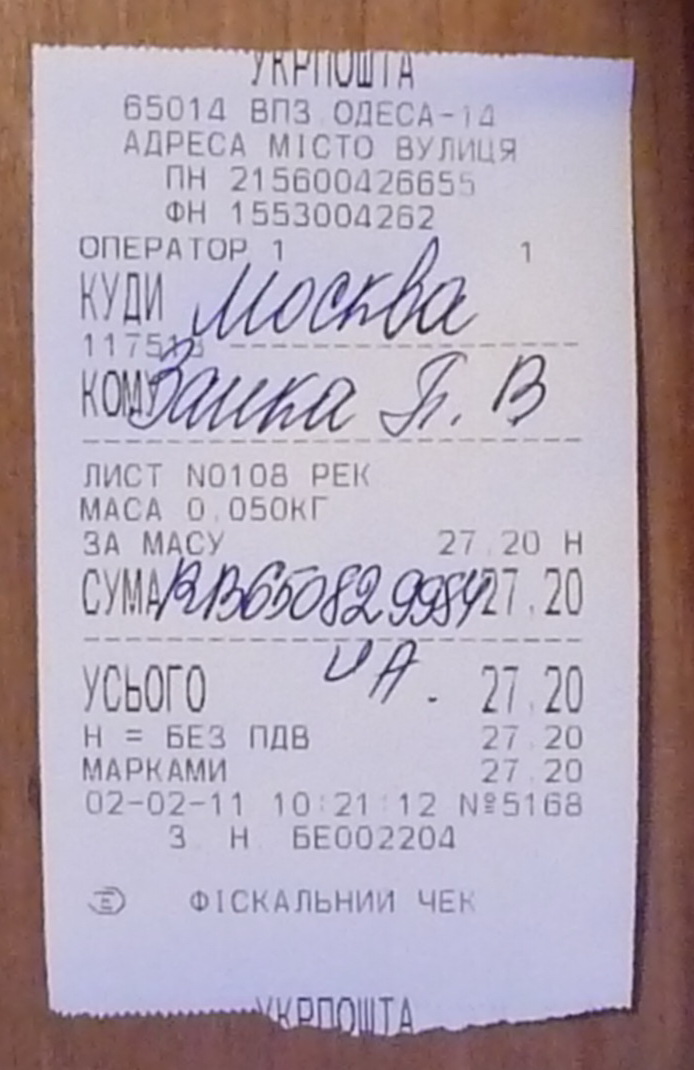 УКРПОШТА
65014 ВПЗ ОДЕСА-14
АДРЕСА МІСТО ВУЛИЦЯ
ПН 215600426655
ФН 1553004262
ОПЕРАТОР 1 1
КУДИ Москва
КОМУ Заика П. В
ЛИСТ N0108 РЕК
МАСА 0.050КГ
ЗА МАСУ 27.20 Н
СУМА RB650829984 27.20
UA.
УСЬОГО 27.20
Н = БЕЗ ПДВ 27.20
МАРКАМИ 27.20
02-02-11 10:21:12 №5168
З Н БЕ002204
ФІСКАЛЬНИЙ ЧЕК
УКРПОШТА